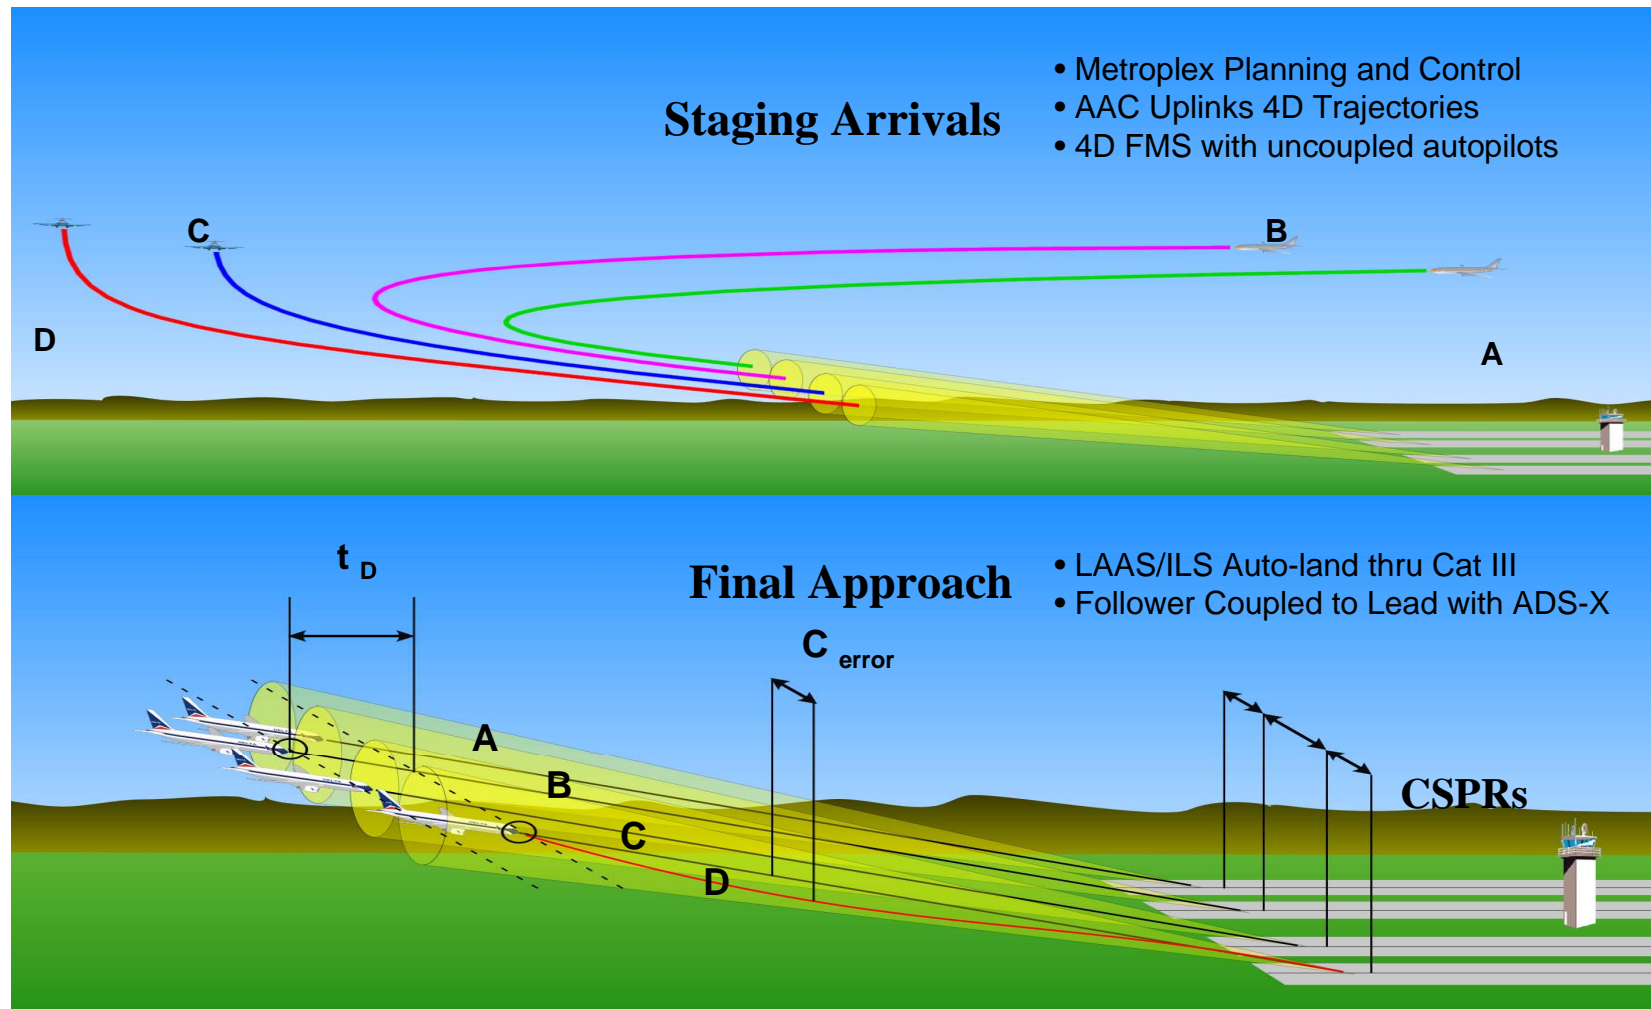 Staging Arrivals
• Metroplex Planning and Control
• AAC Uplinks 4D Trajectories
• 4D FMS with uncoupled autopilots
C
B
D
A
t D
Final Approach
• LAAS/ILS Auto-land thru Cat III
• Follower Coupled to Lead with ADS-X
C error
A
B
CSPRs
C
D